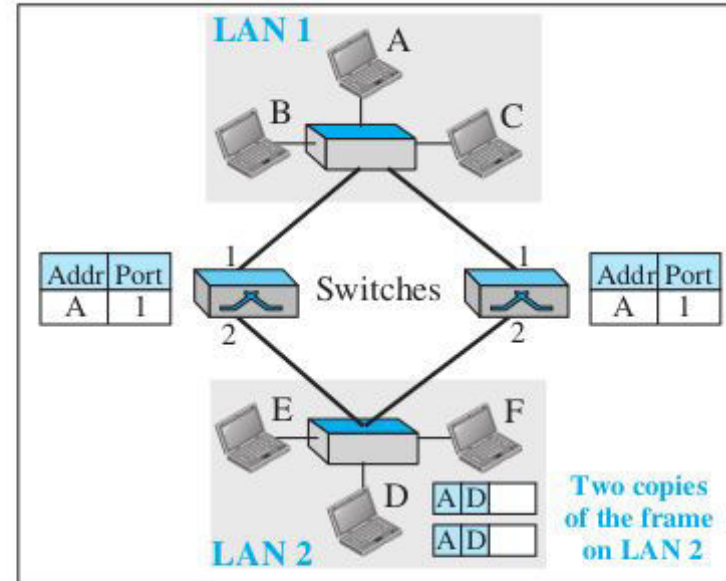 LAN 1
A
B
C
1
1
Addr Port
A 1
Switches
Addr Port
A 1
2
2
E
F
D
A D
A D
Two copies
of the frame
on LAN 2
LAN 2